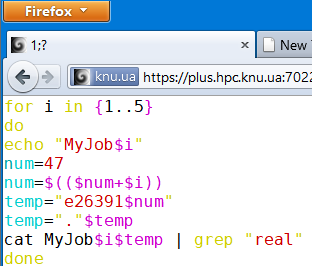 Firefox
1;?
New T
knu.ua
https://plus.hpc.knu.ua:7022
for i in {1..5}
do
echo "MyJob$i"
num=47
num=$(($num+$i))
temp="e26391$num"
temp="."$temp
cat MyJob$i$temp | grep "real"
done